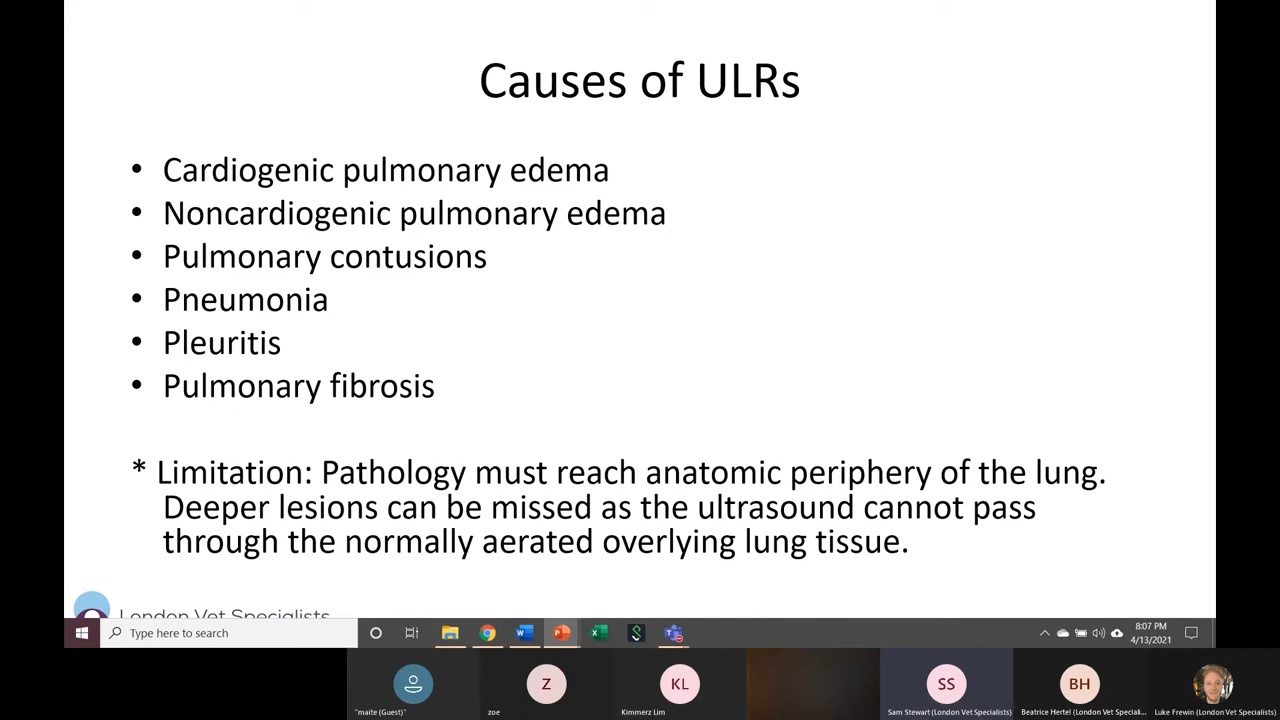 Causes of ULRs
• Cardiogenic pulmonary edema
• Noncardiogenic pulmonary edema
• Pulmonary contusions
• Pneumonia
• Pleuritis
• Pulmonary fibrosis
* Limitation: Pathology must reach anatomic periphery of the lung.
Deeper lesions can be missed as the ultrasound cannot pass
through the normally aerated overlying lung tissue.
London Vet Specialists
Type here to search
8:07 PM
4/13/2021
Z
KL
SS
BH
"maite (Guest)"
zoe
Kimmerz Lim
Sam Stewart (London Vet Specialists)
Beatrice Hertel (London Vet Speciali...
Luke Frewin (London Vet Specialists)